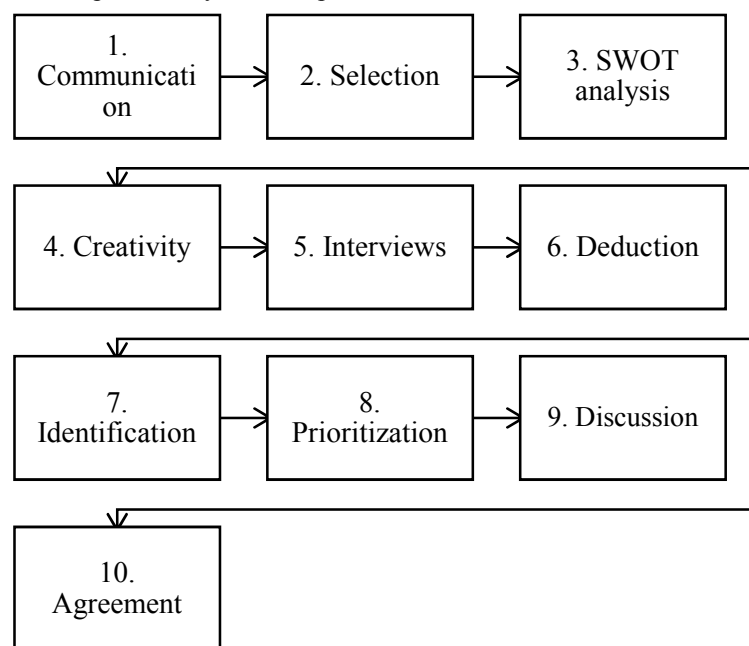 1.
Communicati
on
2. Selection
3. SWOT
analysis
4. Creativity
5. Interviews
6. Deduction
7.
Identification
8.
Prioritization
9. Discussion
10.
Agreement